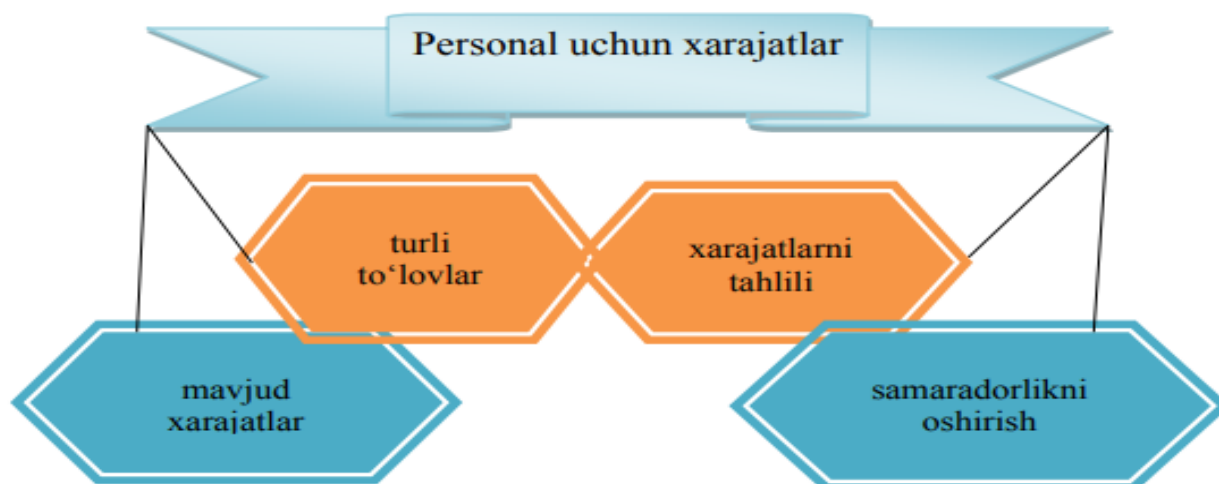 Personal uchun xarajatlar
turli
to‘lovlar
xarajatlarni
tahlili
mavjud
xarajatlar
samaradorlikni
oshirish